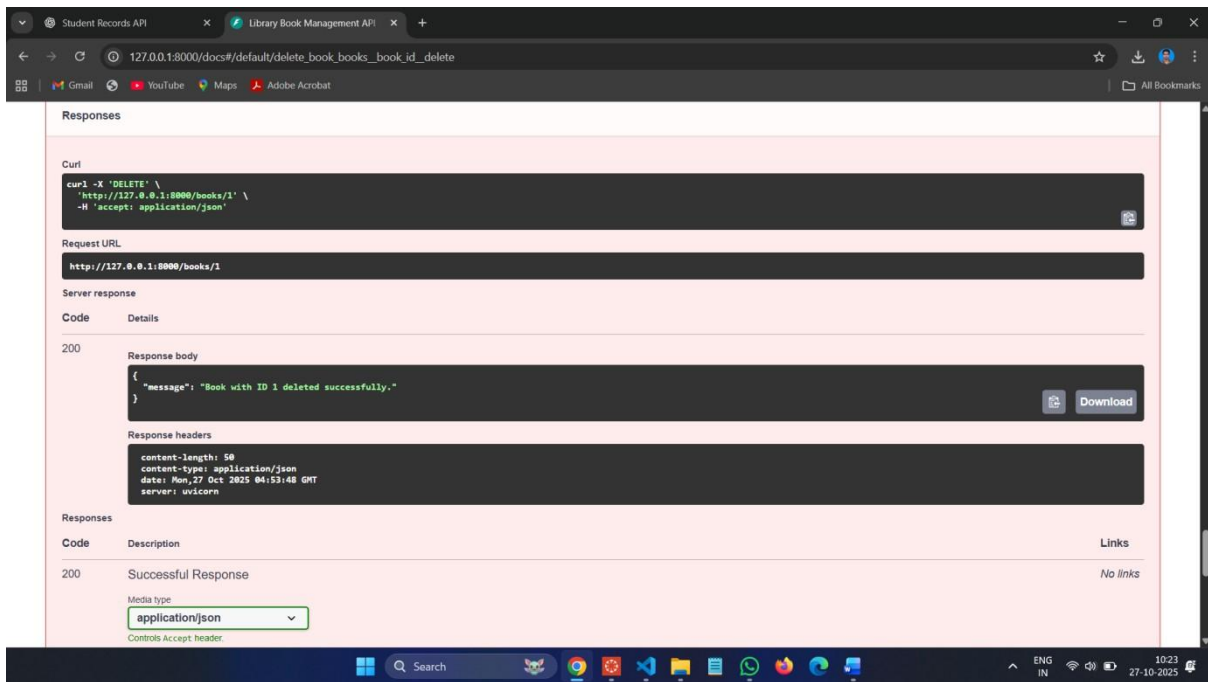 Student Records API
Library Book Management API
127.0.0.1:8000/docs#/default/delete_book_books__book_id__delete
Gmail YouTube Maps Adobe Acrobat All Bookmarks
Responses
Curl
curl -X 'DELETE' \
'http://127.0.0.1:8000/books/1' \
-H 'accept: application/json'
Request URL
http://127.0.0.1:8000/books/1
Server response
Code Details
200
Response body
{
"message": "Book with ID 1 deleted successfully."
}
Download
Response headers
content-length: 50
content-type: application/json
date: Mon,27 Oct 2025 04:53:48 GMT
server: uvicorn
Responses
Code Description Links
200 Successful Response No links
Media type
application/json
Controls Accept header.
Search
ENG
IN
10:23
27-10-2025